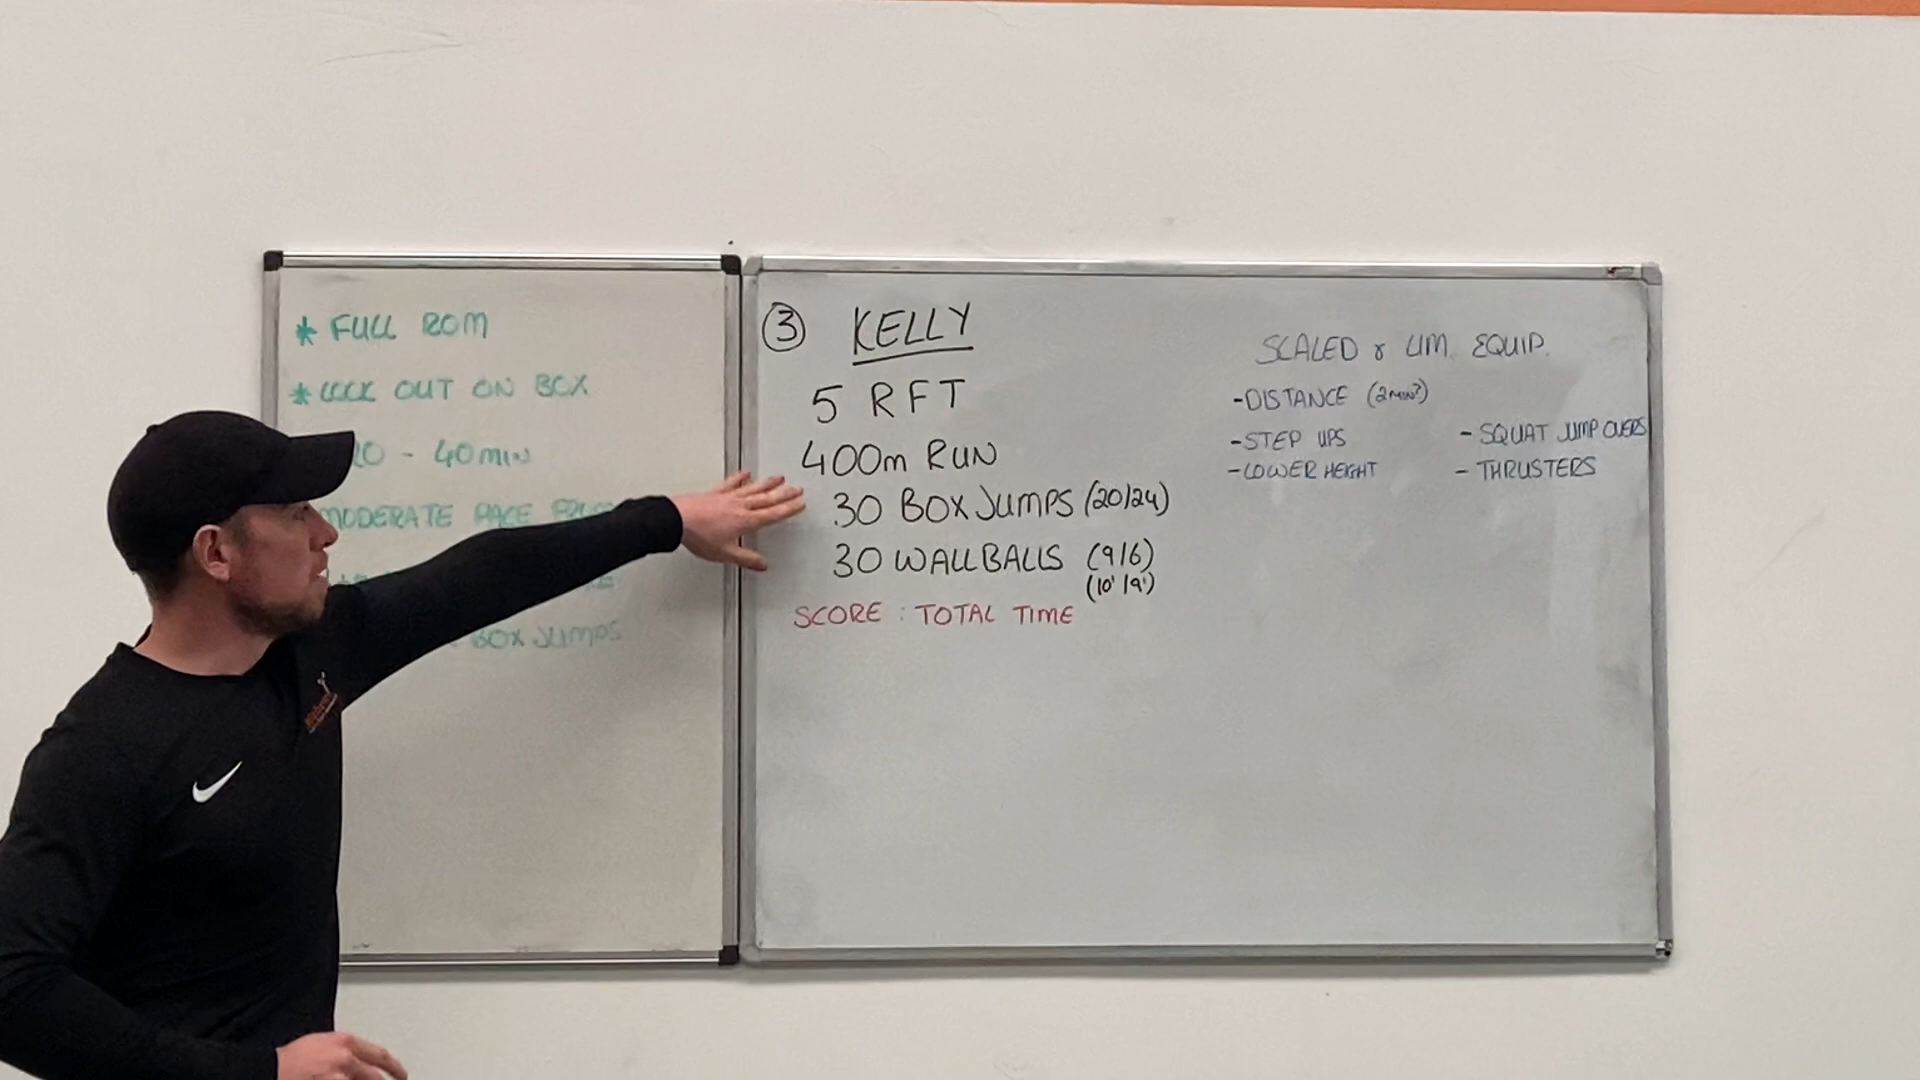 * FULL ROM
* LOCK OUT ON BOX
20 - 40 MIN
MODERATE PACE
BOX JUMPS
③ KELLY
5 RFT
400m RUN
30 BOX JUMPS (20/24)
30 WALLBALLS (9/6)
(10' / 9')
SCORE : TOTAL TIME
SCALED & LIM. EQUIP.
-DISTANCE (2MIN?)
-STEP UPS
-LOWER HEIGHT
- SQUAT JUMP OVERS
- THRUSTERS